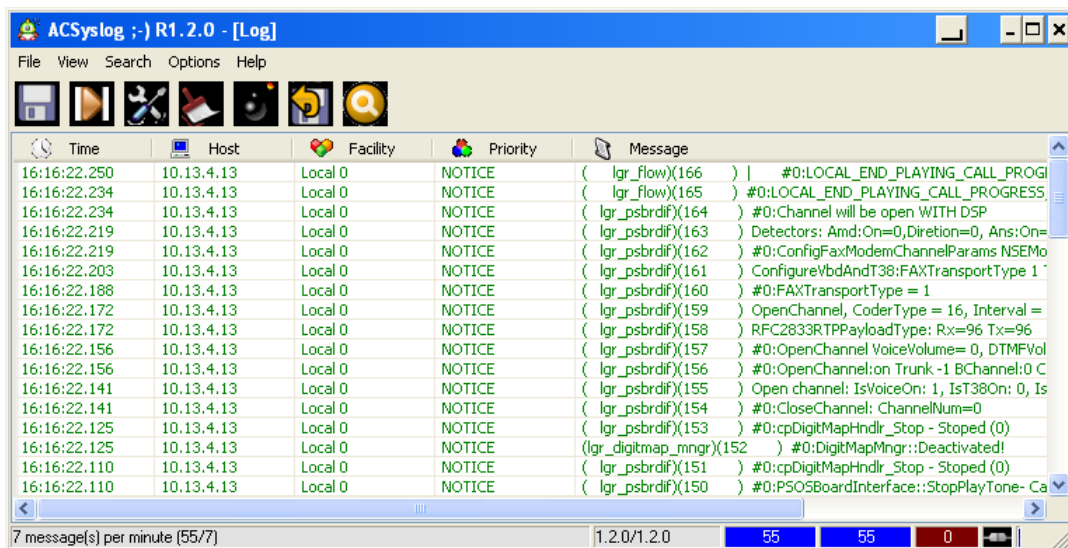 ACSyslog ;-) R1.2.0 - [Log]
File View Search Options Help
Time Host Facility Priority Message
16:16:22.250 10.13.4.13 Local 0 NOTICE ( lgr_flow)(166 ) | #0:LOCAL_END_PLAYING_CALL_PROG
16:16:22.234 10.13.4.13 Local 0 NOTICE ( lgr_flow)(165 ) #0:LOCAL_END_PLAYING_CALL_PROGRESS_
16:16:22.234 10.13.4.13 Local 0 NOTICE ( lgr_psbrdif)(164 ) #0:Channel will be open WITH DSP
16:16:22.219 10.13.4.13 Local 0 NOTICE ( lgr_psbrdif)(163 ) Detectors: Amd:On=0,Diretion=0, Ans:On=
16:16:22.219 10.13.4.13 Local 0 NOTICE ( lgr_psbrdif)(162 ) #0:ConfigFaxModemChannelParams NSEMo
16:16:22.203 10.13.4.13 Local 0 NOTICE ( lgr_psbrdif)(161 ) ConfigureVbdAndT38:FAXTransportType 1
16:16:22.188 10.13.4.13 Local 0 NOTICE ( lgr_psbrdif)(160 ) #0:FAXTransportType = 1
16:16:22.172 10.13.4.13 Local 0 NOTICE ( lgr_psbrdif)(159 ) OpenChannel, CoderType = 16, Interval =
16:16:22.172 10.13.4.13 Local 0 NOTICE ( lgr_psbrdif)(158 ) RFC2833RTPPayloadType: Rx=96 Tx=96
16:16:22.156 10.13.4.13 Local 0 NOTICE ( lgr_psbrdif)(157 ) #0:OpenChannel VoiceVolume= 0, DTMFVol
16:16:22.156 10.13.4.13 Local 0 NOTICE ( lgr_psbrdif)(156 ) #0:OpenChannel:on Trunk -1 BChannel:0 C
16:16:22.141 10.13.4.13 Local 0 NOTICE ( lgr_psbrdif)(155 ) Open channel: IsVoiceOn: 1, IsT38On: 0, Is
16:16:22.141 10.13.4.13 Local 0 NOTICE ( lgr_psbrdif)(154 ) #0:CloseChannel: ChannelNum=0
16:16:22.125 10.13.4.13 Local 0 NOTICE ( lgr_psbrdif)(153 ) #0:cpDigitMapHndlr_Stop - Stoped (0)
16:16:22.125 10.13.4.13 Local 0 NOTICE (lgr_digitmap_mngr)(152 ) #0:DigitMapMngr::Deactivated!
16:16:22.110 10.13.4.13 Local 0 NOTICE ( lgr_psbrdif)(151 ) #0:cpDigitMapHndlr_Stop - Stoped (0)
16:16:22.110 10.13.4.13 Local 0 NOTICE ( lgr_psbrdif)(150 ) #0:PSOSBoardInterface::StopPlayTone- Ca
7 message(s) per minute (55/7) 1.2.0/1.2.0 55 55 0